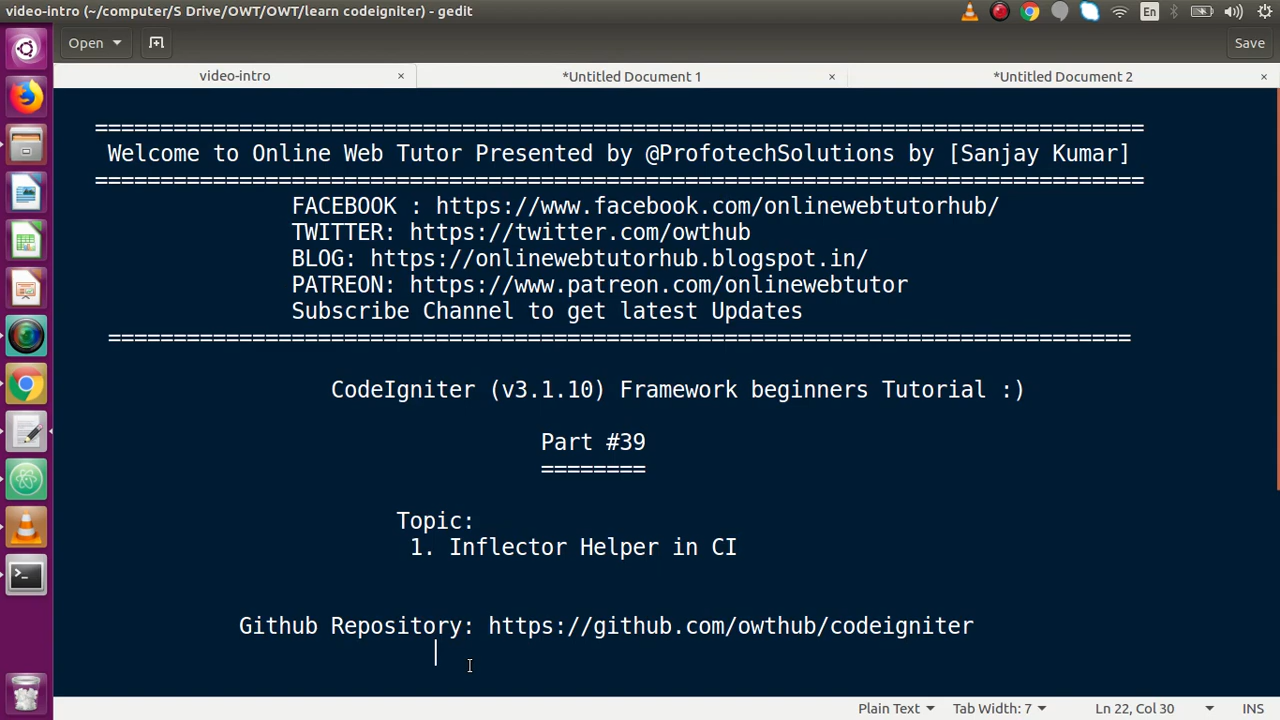 video-intro (~/computer/S Drive/OWT/OWT/learn codeigniter) - gedit
En
Open
Save
video-intro
*Untitled Document 1
*Untitled Document 2
=================================================================================
Welcome to Online Web Tutor Presented by @ProfotechSolutions by [Sanjay Kumar]
=================================================================================
FACEBOOK : https://www.facebook.com/onlinewebtutorhub/
TWITTER: https://twitter.com/owthub
BLOG: https://onlinewebtutorhub.blogspot.in/
PATREON: https://www.patreon.com/onlinewebtutor
Subscribe Channel to get latest Updates
==============================================================================
CodeIgniter (v3.1.10) Framework beginners Tutorial :)
Part #39
========
Topic:
1. Inflector Helper in CI
Github Repository: https://github.com/owthub/codeigniter
Plain Text
Tab Width: 7
Ln 22, Col 30
INS